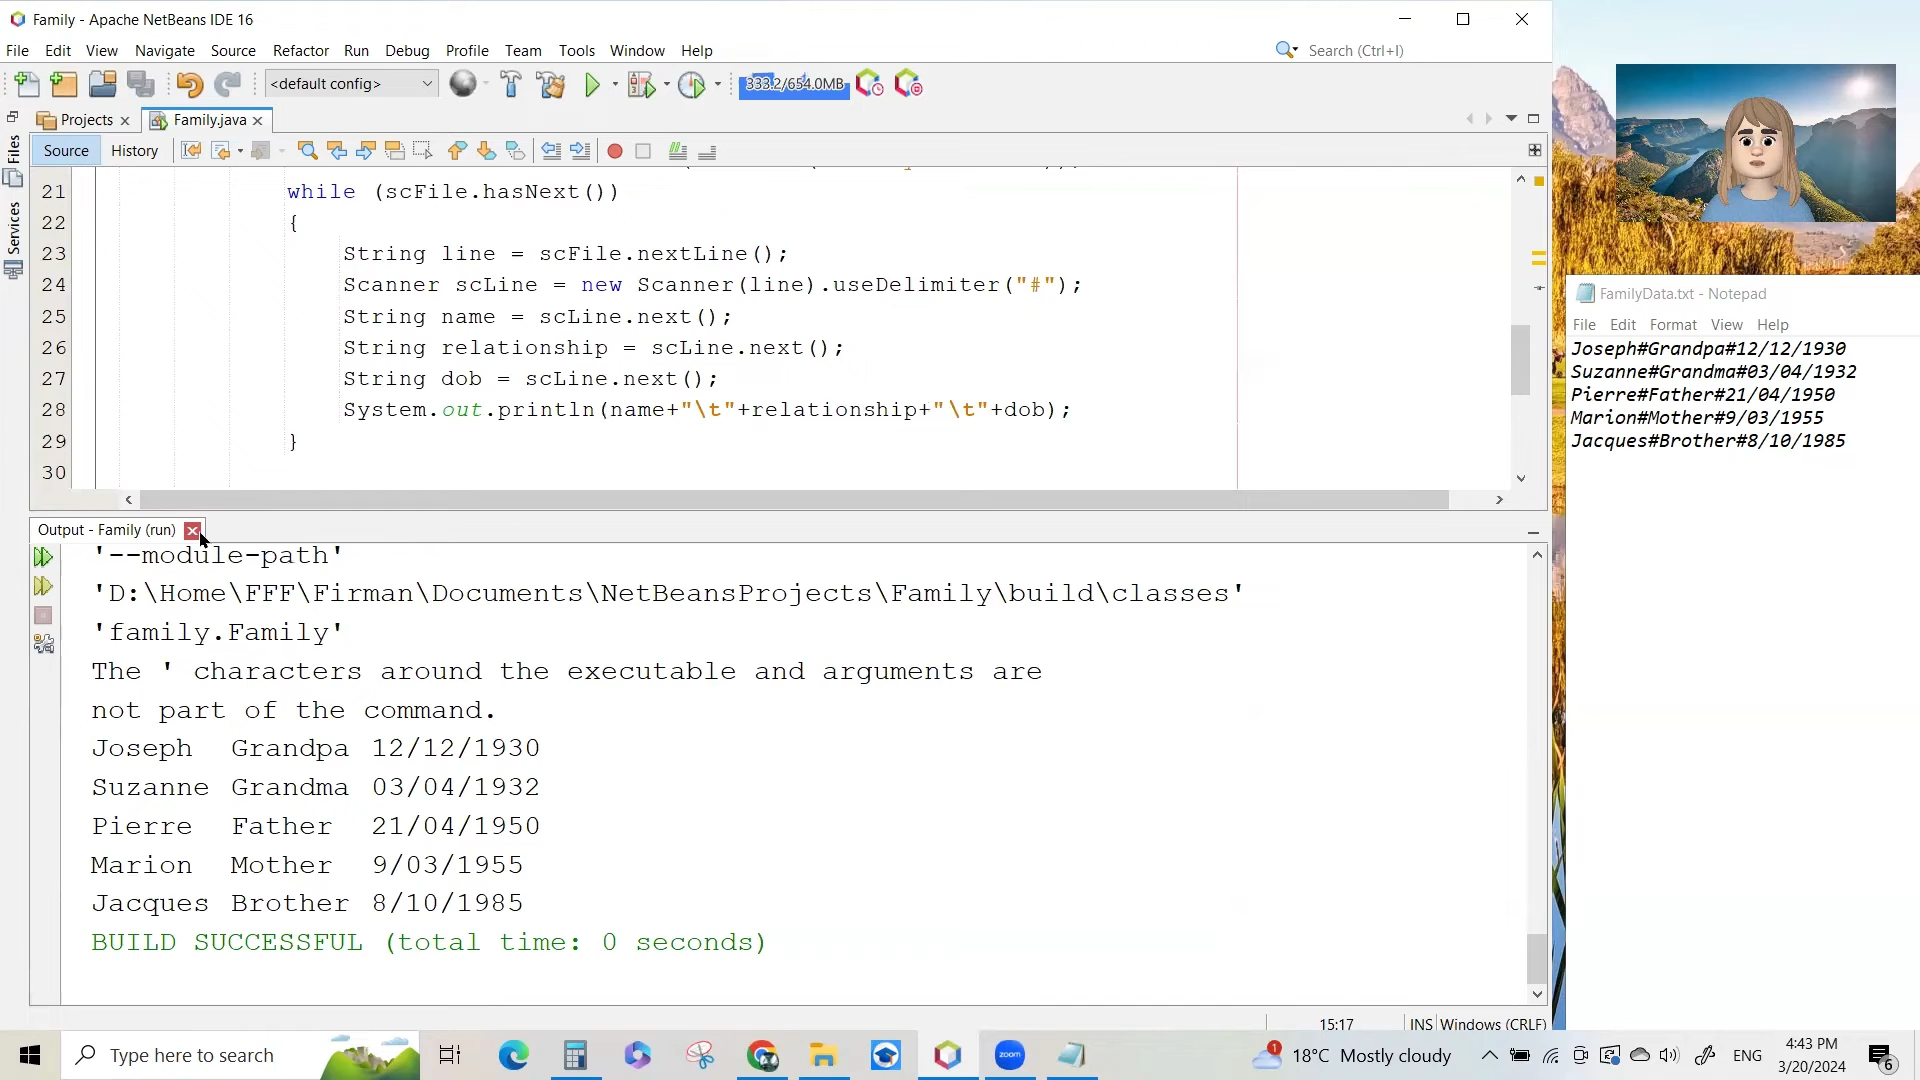 Family - Apache NetBeans IDE 16
File Edit View Navigate Source Refactor Run Debug Profile Team Tools Window Help
Search (Ctrl+I)
<default config>
333.2/654.0MB
Files
Services
Projects
Family.java
Source History
21 while (scFile.hasNext())
22 {
23 String line = scFile.nextLine();
24 Scanner scLine = new Scanner(line).useDelimiter("#");
25 String name = scLine.next();
26 String relationship = scLine.next();
27 String dob = scLine.next();
28 System.out.println(name+"\t"+relationship+"\t"+dob);
29 }
30
Output - Family (run)
'--module-path'
'D:\Home\FFF\Firman\Documents\NetBeansProjects\Family\build\classes'
'family.Family'
The ' characters around the executable and arguments are
not part of the command.
Joseph Grandpa 12/12/1930
Suzanne Grandma 03/04/1932
Pierre Father 21/04/1950
Marion Mother 9/03/1955
Jacques Brother 8/10/1985
BUILD SUCCESSFUL (total time: 0 seconds)
15:17 INS Windows (CRLF)
FamilyData.txt - Notepad
File Edit Format View Help
Joseph#Grandpa#12/12/1930
Suzanne#Grandma#03/04/1932
Pierre#Father#21/04/1950
Marion#Mother#9/03/1955
Jacques#Brother#8/10/1985
Type here to search
zoom
1
18°C Mostly cloudy
ENG
4:43 PM
3/20/2024
6